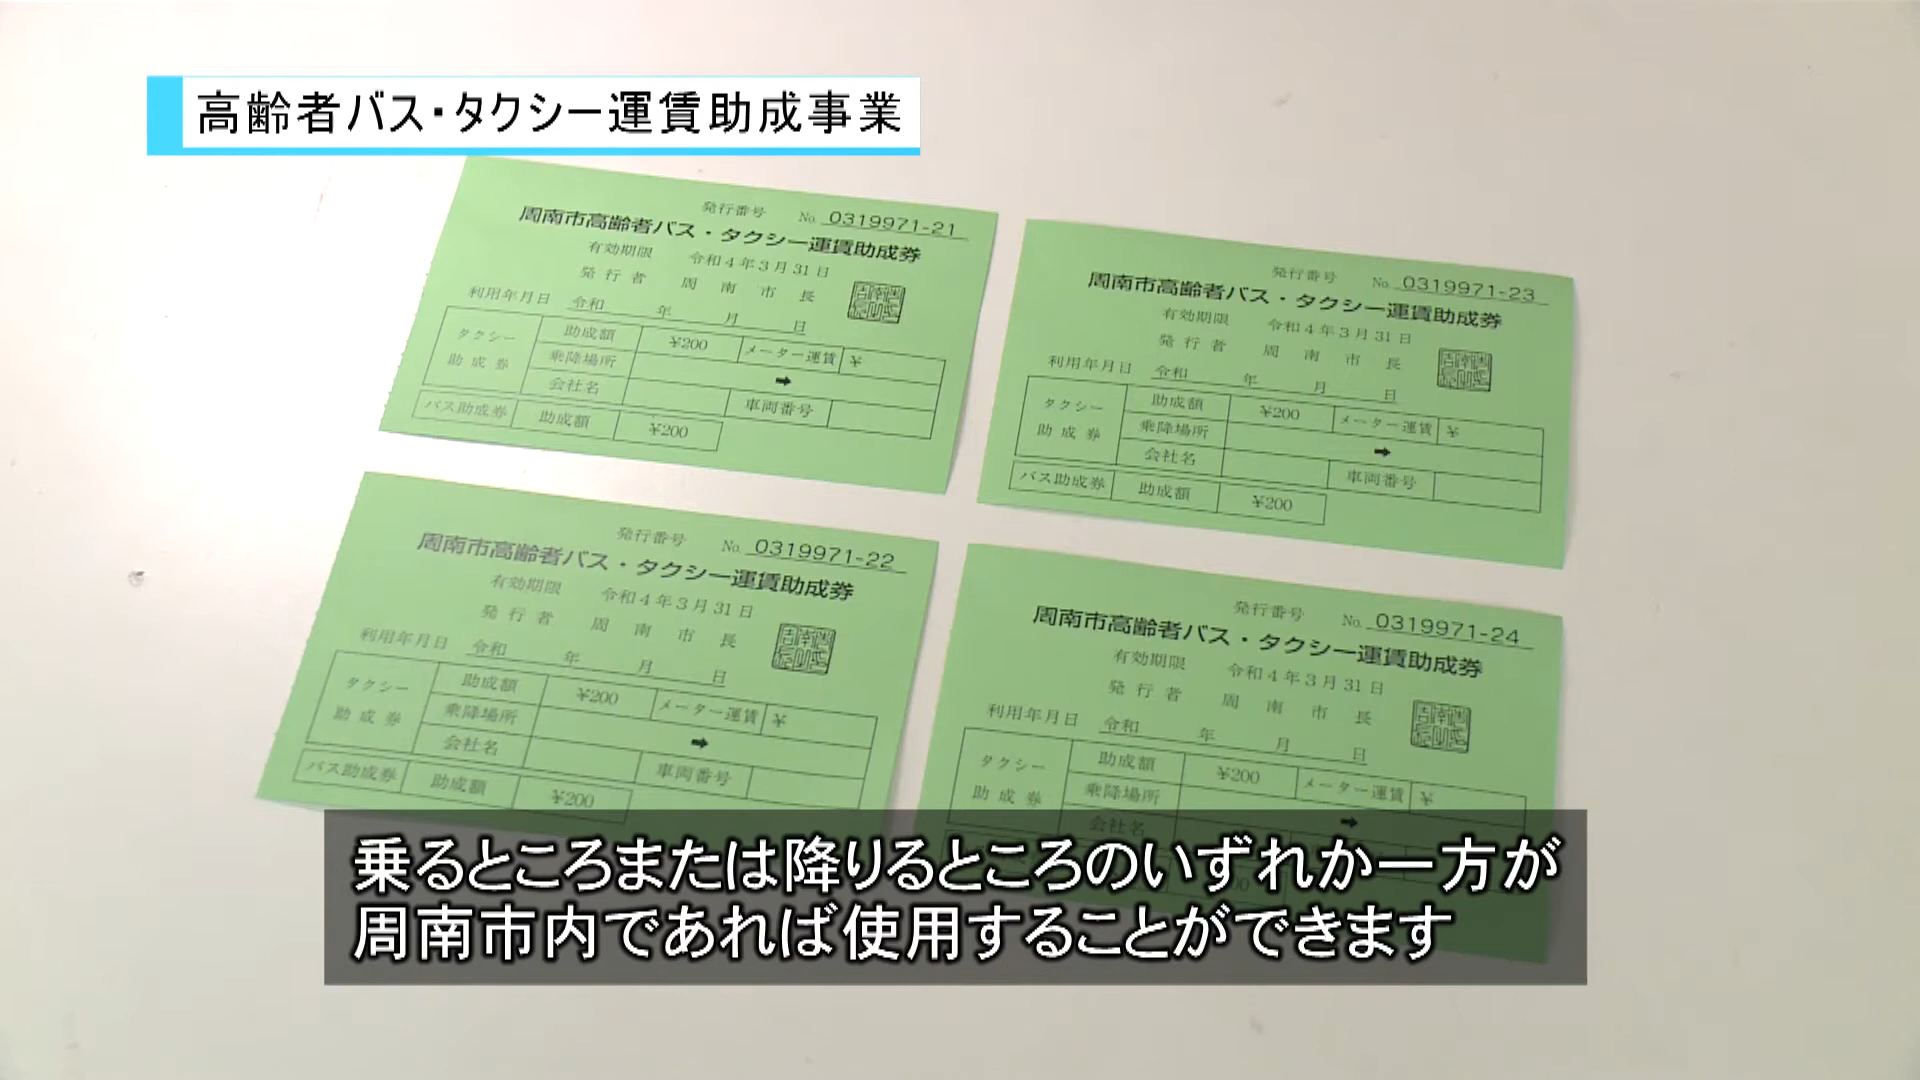 高齢者バス・タクシー運賃助成事業
発行番号 No. 0319971-21
周南市高齢者バス・タクシー運賃助成券
有効期限 令和4年3月31日
発行者 周南市長
利用年月日 令和 年 月 日
タクシー助成券 助成額 ¥200 メーター運賃 ¥
乗降場所 ➡
会社名 車両番号
バス助成券 助成額 ¥200
発行番号 No. 0319971-23
周南市高齢者バス・タクシー運賃助成券
有効期限 令和4年3月31日
発行者 周南市長
利用年月日 令和 年 月 日
タクシー助成券 助成額 ¥200 メーター運賃 ¥
乗降場所 ➡
会社名 車両番号
バス助成券 助成額 ¥200
発行番号 No. 0319971-22
周南市高齢者バス・タクシー運賃助成券
有効期限 令和4年3月31日
発行者 周南市長
利用年月日 令和 年 月 日
タクシー助成券 助成額 ¥200 メーター運賃 ¥
乗降場所 ➡
会社名 車両番号
バス助成券 助成額 ¥200
発行番号 No. 0319971-24
周南市高齢者バス・タクシー運賃助成券
有効期限 令和4年3月31日
発行者 周南市長
利用年月日 令和 年 月 日
タクシー助成券 助成額 ¥200 メーター運賃 ¥
乗降場所 ➡
会社名
乗るところまたは降りるところのいずれか一方が
周南市内であれば使用することができます